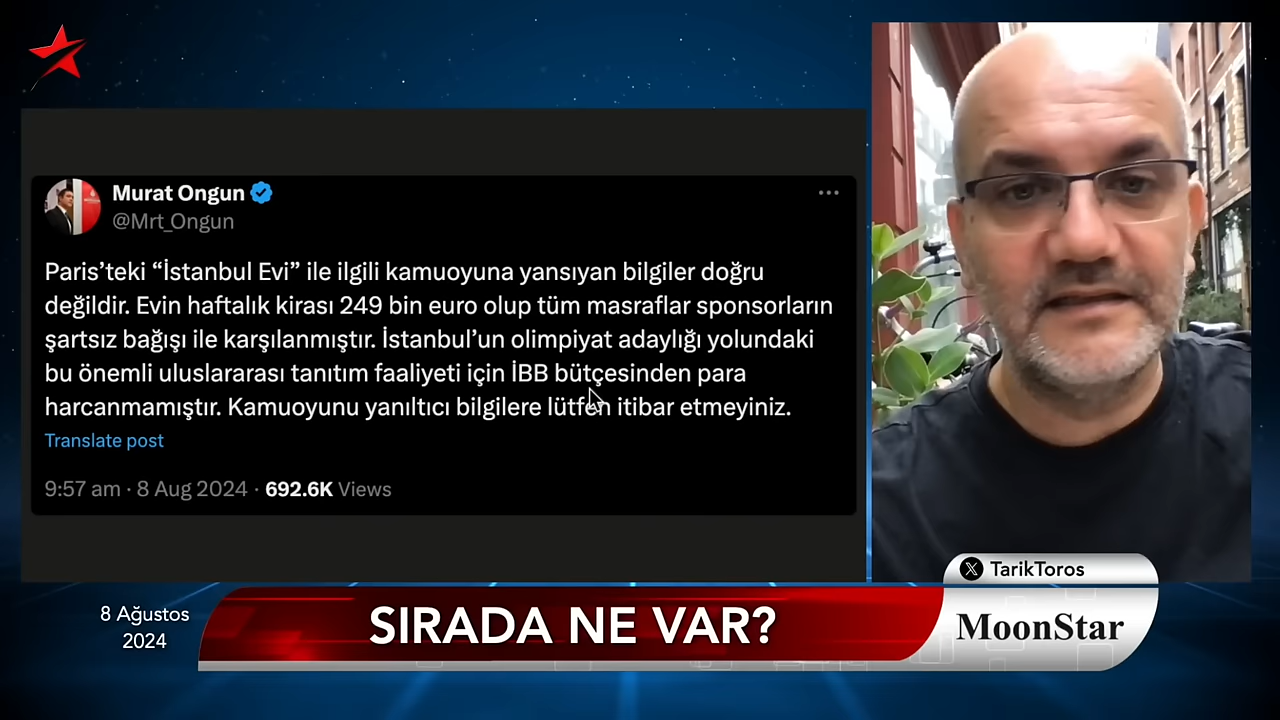 Murat Ongun
@Mrt_Ongun
Paris’teki “İstanbul Evi” ile ilgili kamuoyuna yansıyan bilgiler doğru
değildir. Evin haftalık kirası 249 bin euro olup tüm masraflar sponsorların
şartsız bağışı ile karşılanmıştır. İstanbul’un olimpiyat adaylığı yolundaki
bu önemli uluslararası tanıtım faaliyeti için İBB bütçesinden para
harcanmamıştır. Kamuoyunu yanıltıcı bilgilere lütfen itibar etmeyiniz.
Translate post
9:57 am · 8 Aug 2024 · 692.6K Views
X TarikToros
8 Ağustos
2024
SIRADA NE VAR?
MoonStar